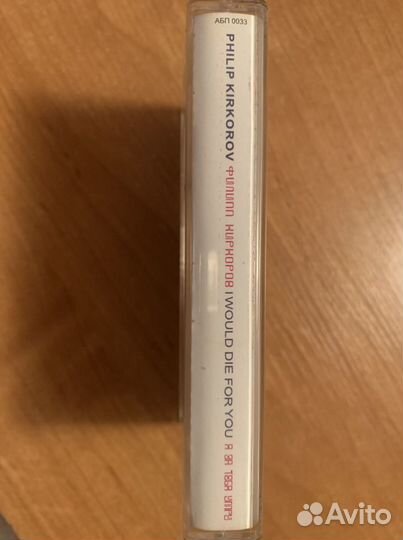 АБП 0033
PHILIP KIRKOROV ФИЛИПП КИРКОРОВ I WOULD DIE FOR YOU Я ЗА ТЕБЯ УМРУ
Avito